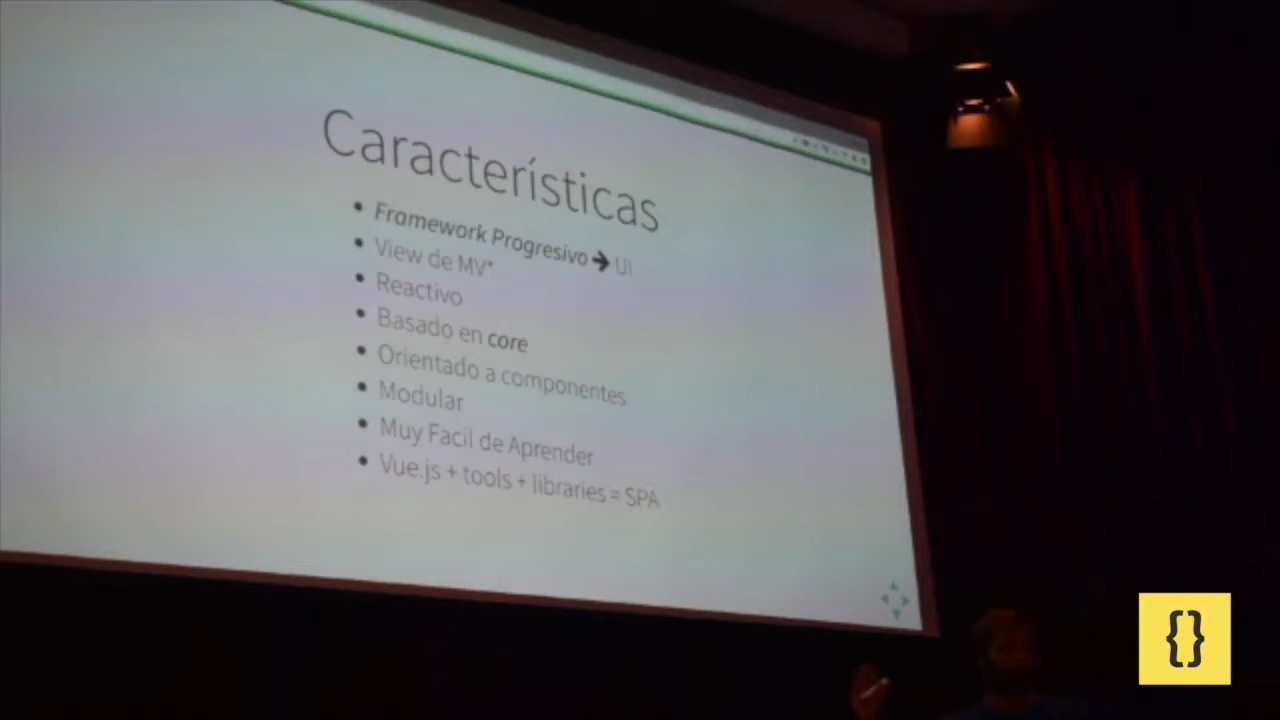 Características
Framework Progresivo → UI
View de MV*
Reactivo
Basado en core
Orientado a componentes
Modular
Muy Facil de Aprender
Vue.js + tools + libraries = SPA
{}